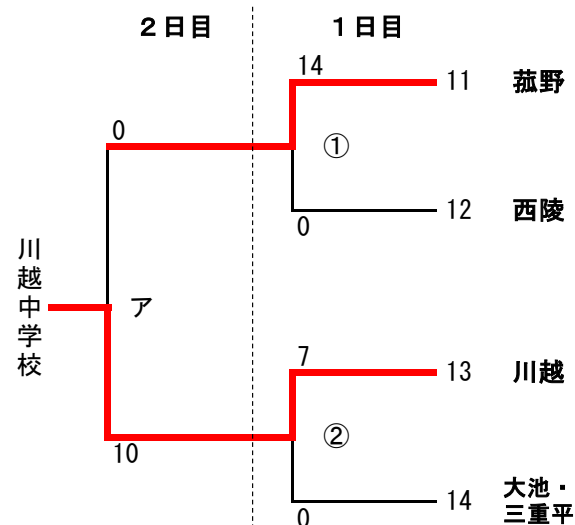 ２日目 １日目
14
11 菰野
0
①
12 西陵
0
川越中学校
ア
7
13 川越
②
10
14 大池・
三重平
0